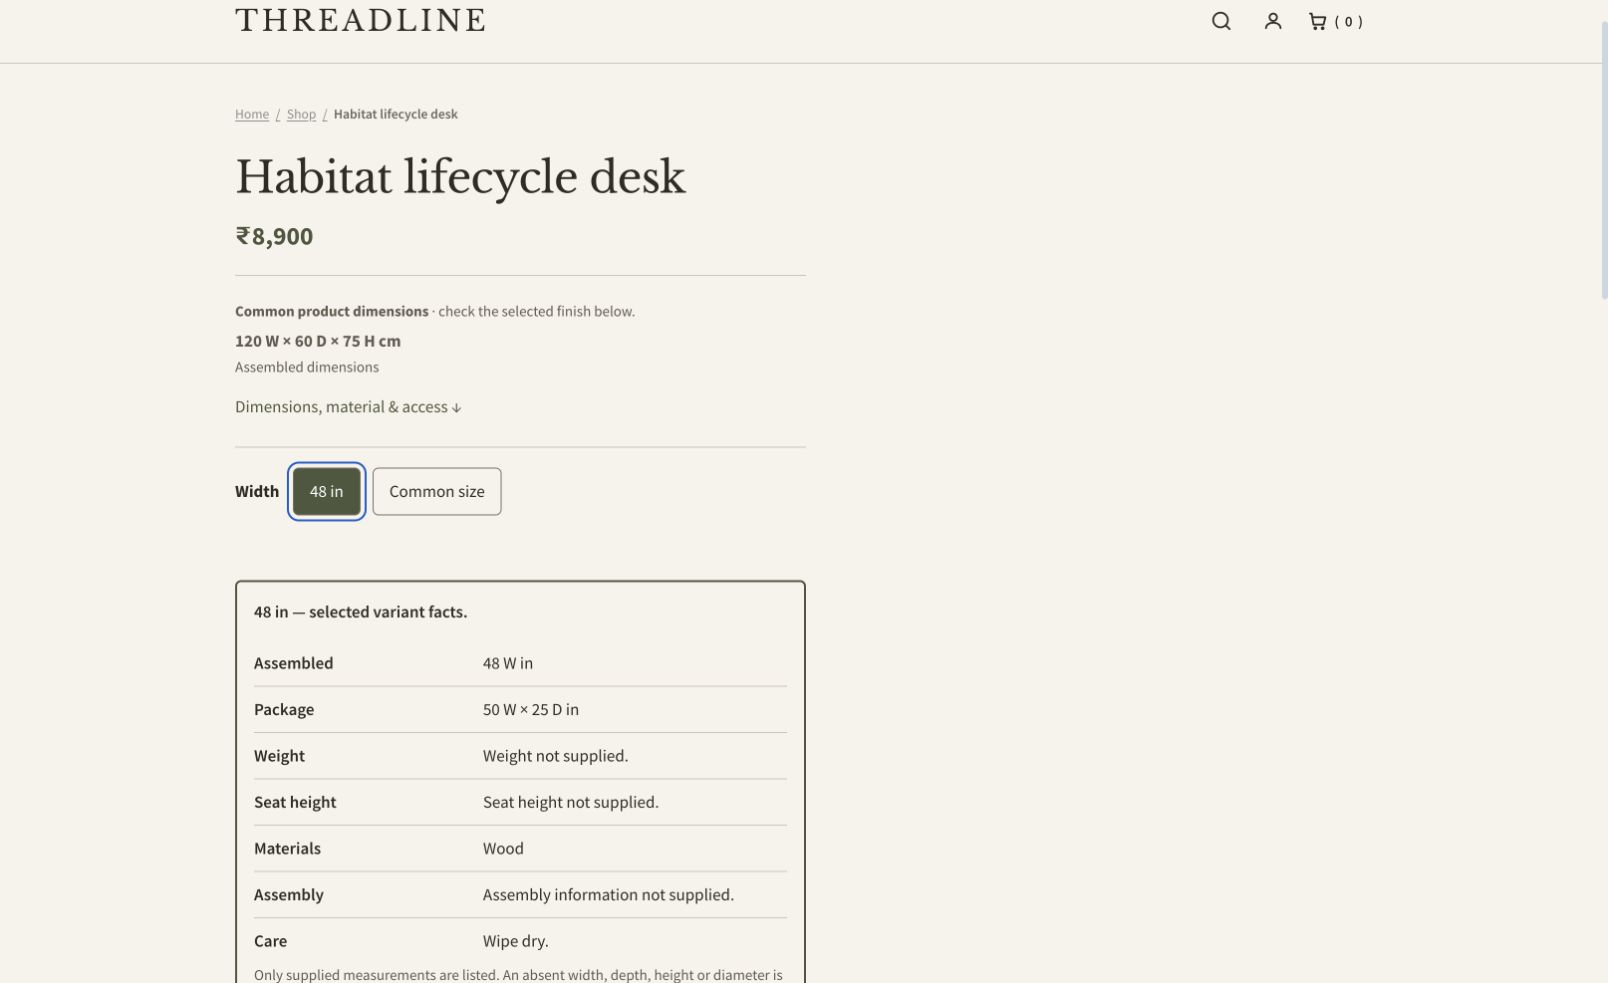 THREADLINE
( 0 )
Home / Shop / Habitat lifecycle desk
Habitat lifecycle desk
₹8,900
Common product dimensions · check the selected finish below.
120 W × 60 D × 75 H cm
Assembled dimensions
Dimensions, material & access ↓
Width 48 in Common size
48 in — selected variant facts.
Assembled 48 W in
Package 50 W × 25 D in
Weight Weight not supplied.
Seat height Seat height not supplied.
Materials Wood
Assembly Assembly information not supplied.
Care Wipe dry.
Only supplied measurements are listed. An absent width, depth, height or diameter is